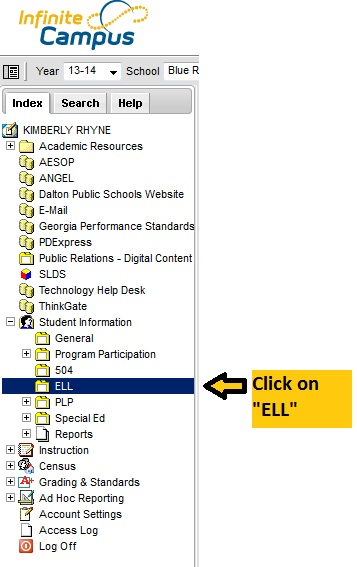 Infinite
Campus
Year 13-14 School Blue R
Index Search Help
KIMBERLY RHYNE
Academic Resources
AESOP
ANGEL
Dalton Public Schools Website
E-Mail
Georgia Performance Standards
PDExpress
Public Relations - Digital Content
SLDS
Technology Help Desk
ThinkGate
Student Information
General
Program Participation
504
ELL
PLP
Special Ed
Reports
Instruction
Census
Grading & Standards
Ad Hoc Reporting
Account Settings
Access Log
Log Off
Click on
"ELL"